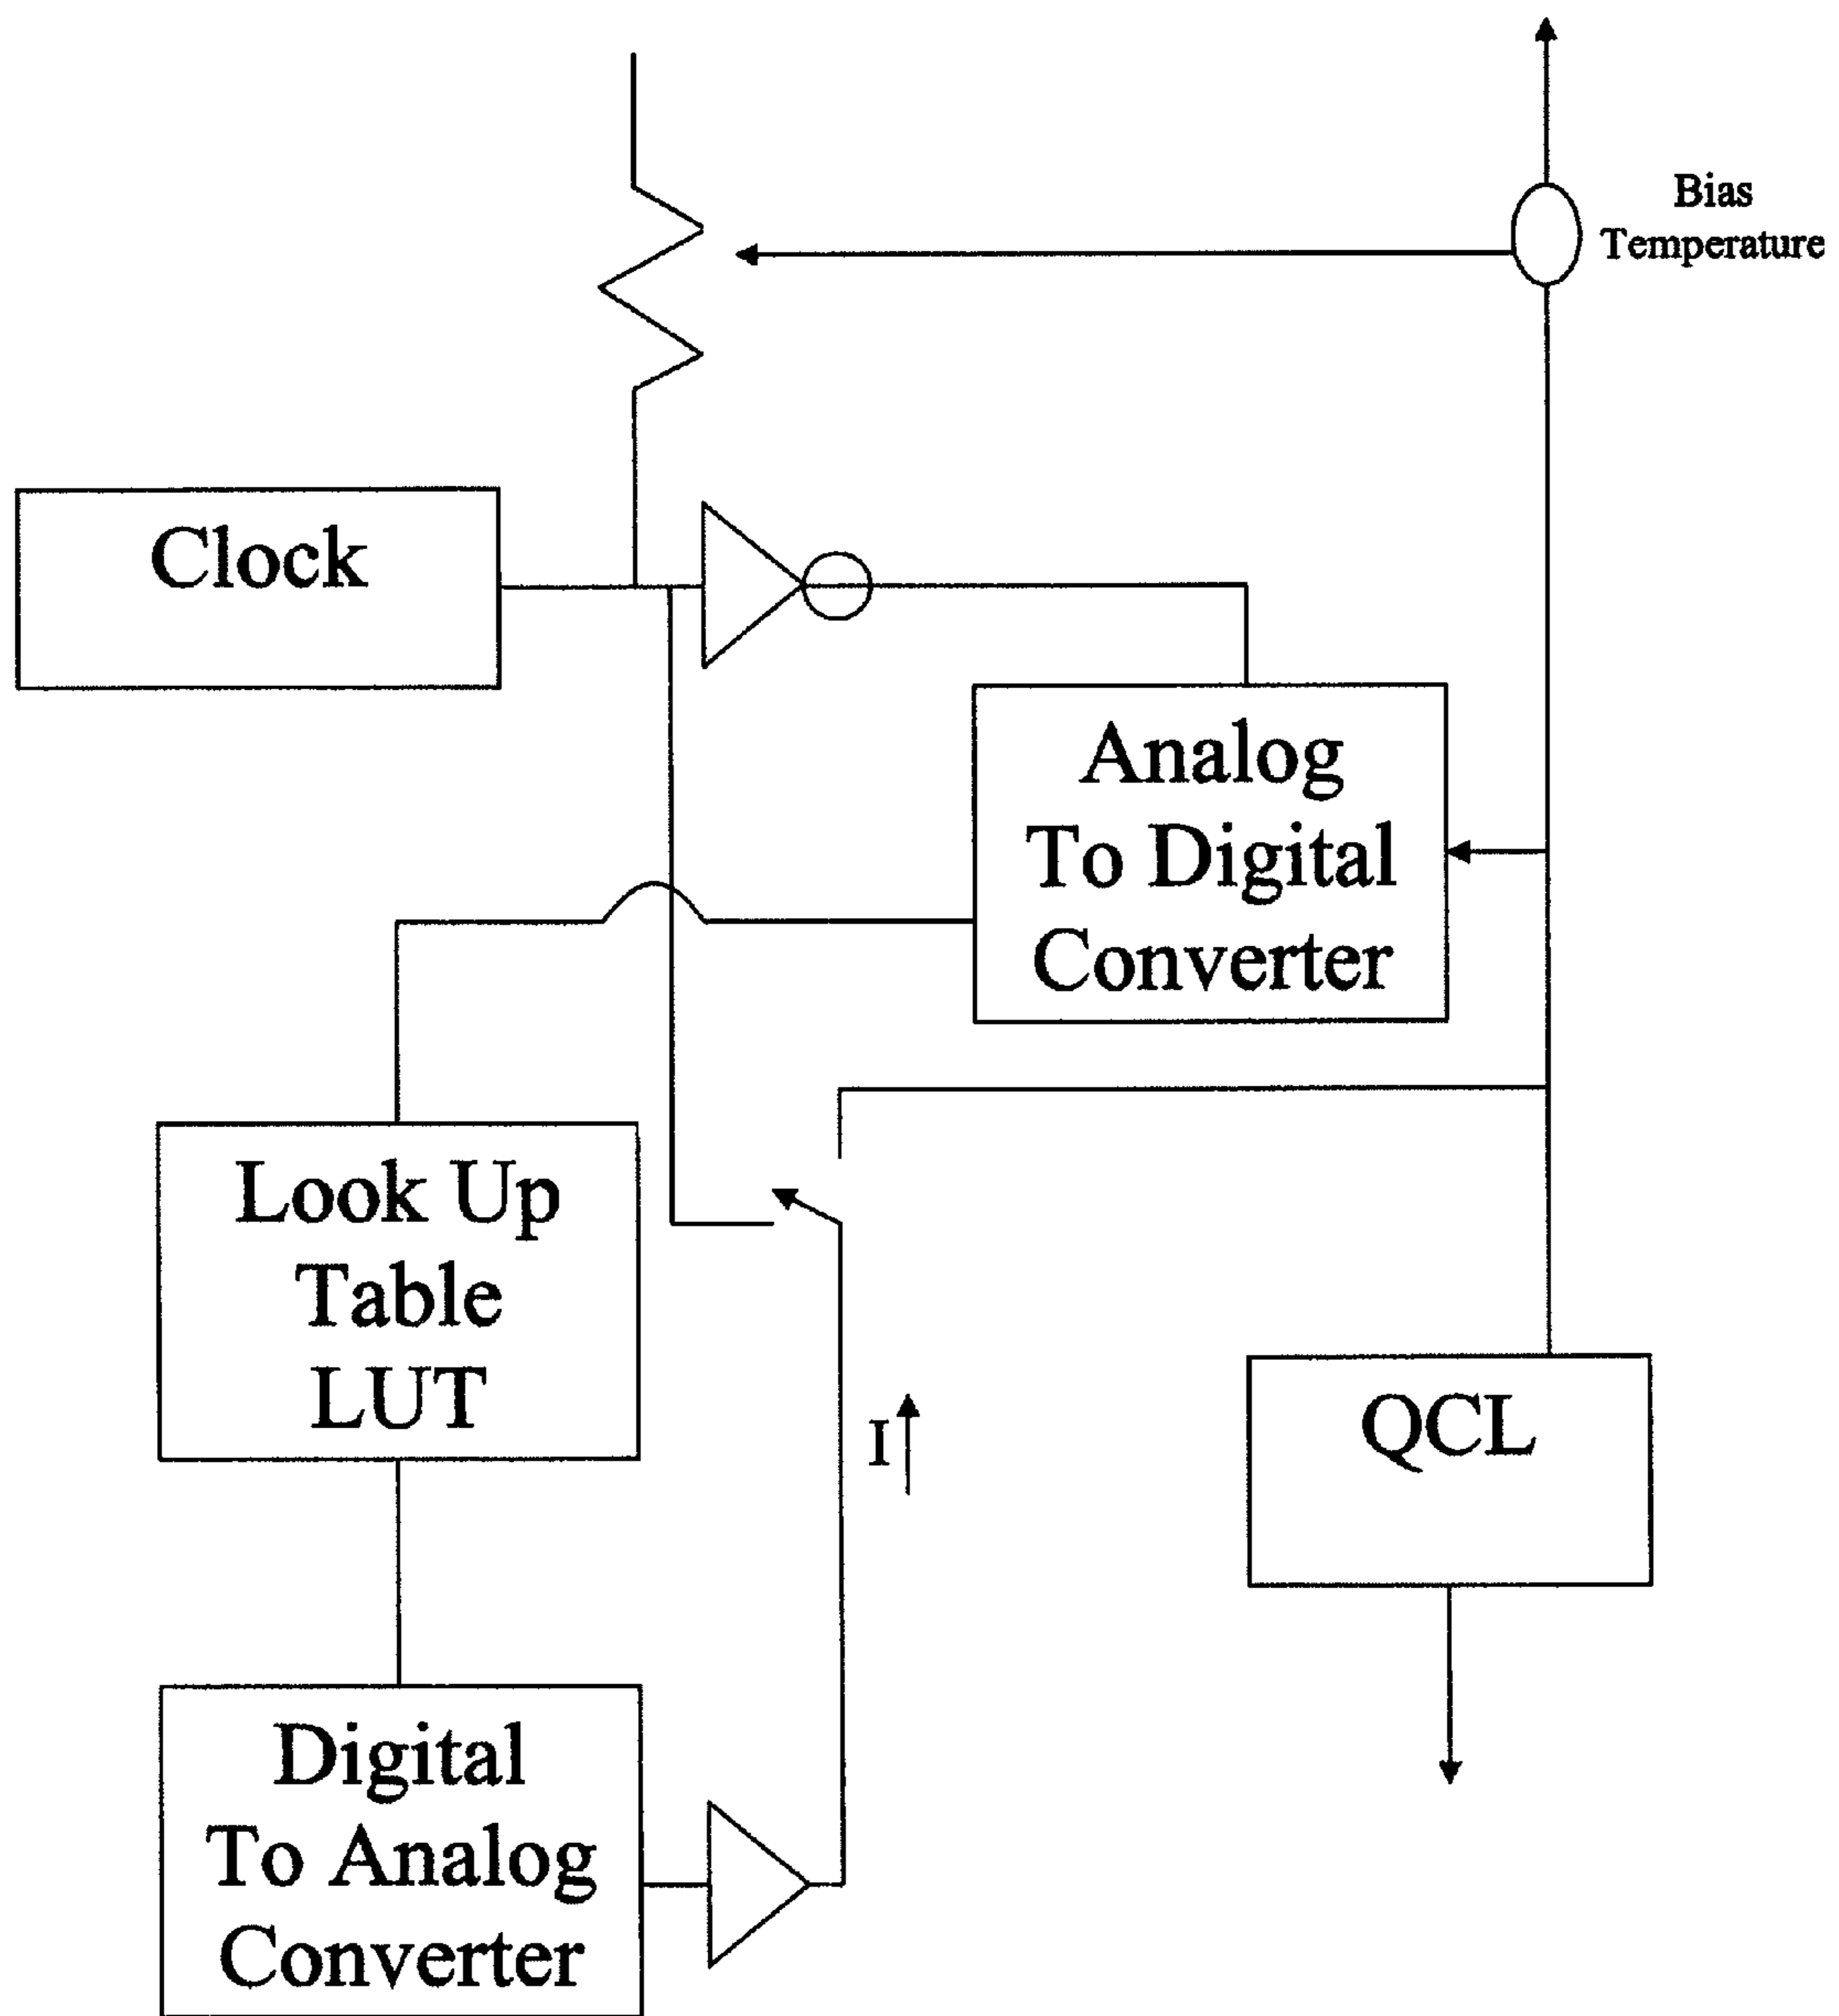 Bias
Temperature
Clock
Analog
To Digital
Converter
Look Up
Table
LUT
I
QCL
Digital
To Analog
Converter